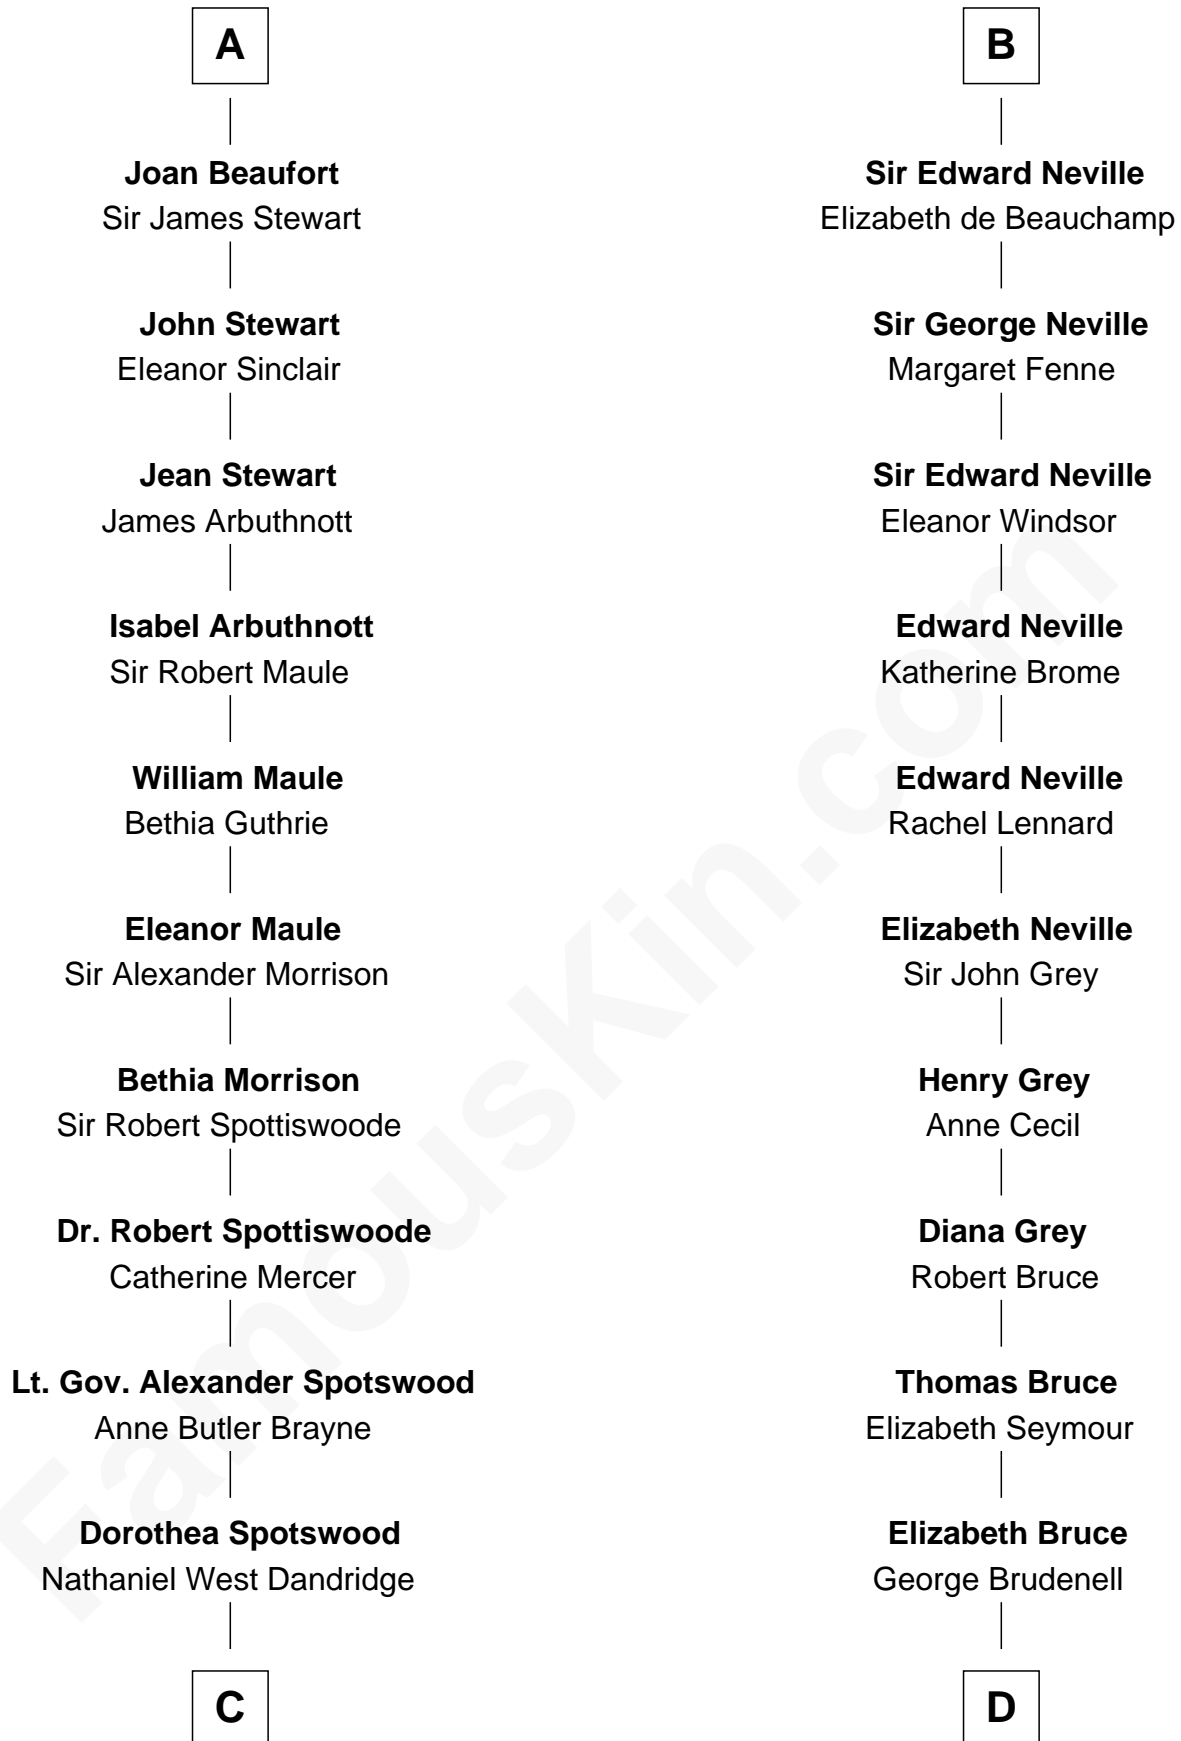 A
Joan Beaufort
Sir James Stewart
John Stewart
Eleanor Sinclair
Jean Stewart
James Arbuthnott
Isabel Arbuthnott
Sir Robert Maule
William Maule
Bethia Guthrie
Eleanor Maule
Sir Alexander Morrison
Bethia Morrison
Sir Robert Spottiswoode
Dr. Robert Spottiswoode
Catherine Mercer
Lt. Gov. Alexander Spotswood
Anne Butler Brayne
Dorothea Spotswood
Nathaniel West Dandridge
C
B
Sir Edward Neville
Elizabeth de Beauchamp
Sir George Neville
Margaret Fenne
Sir Edward Neville
Eleanor Windsor
Edward Neville
Katherine Brome
Edward Neville
Rachel Lennard
Elizabeth Neville
Sir John Grey
Henry Grey
Anne Cecil
Diana Grey
Robert Bruce
Thomas Bruce
Elizabeth Seymour
Elizabeth Bruce
George Brudenell
D
FamousKin.com